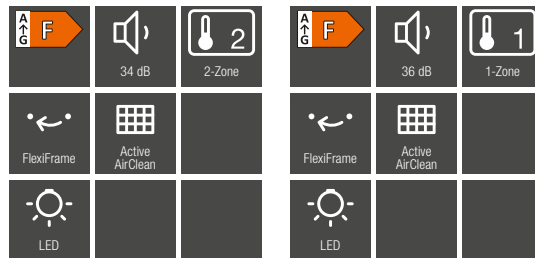 A
G
F
34 dB
2
2-Zone
FlexiFrame
Active
AirClean
LED
A
G
F
36 dB
1
1-Zone
FlexiFrame
Active
AirClean
LED